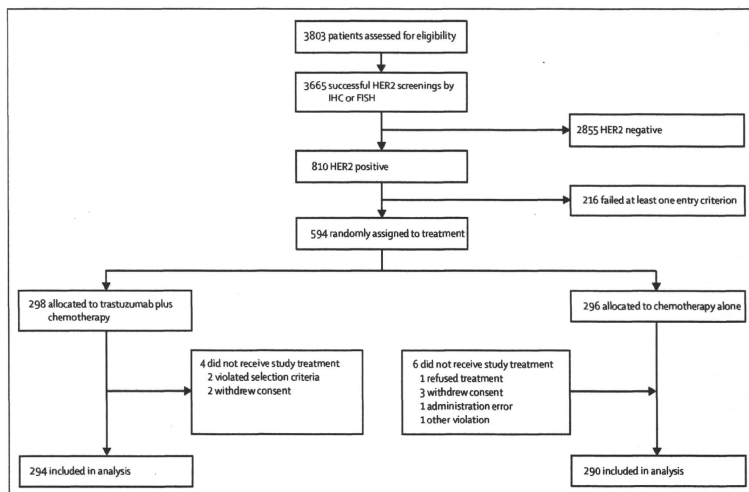 3803 patients assessed for eligibility
3665 successful HER2 screenings by
IHC or FISH
2855 HER2 negative
810 HER2 positive
216 failed at least one entry criterion
594 randomly assigned to treatment
298 allocated to trastuzumab plus
chemotherapy
296 allocated to chemotherapy alone
4 did not receive study treatment
2 violated selection criteria
2 withdrew consent
6 did not receive study treatment
1 refused treatment
3 withdrew consent
1 administration error
1 other violation
294 included in analysis
290 included in analysis